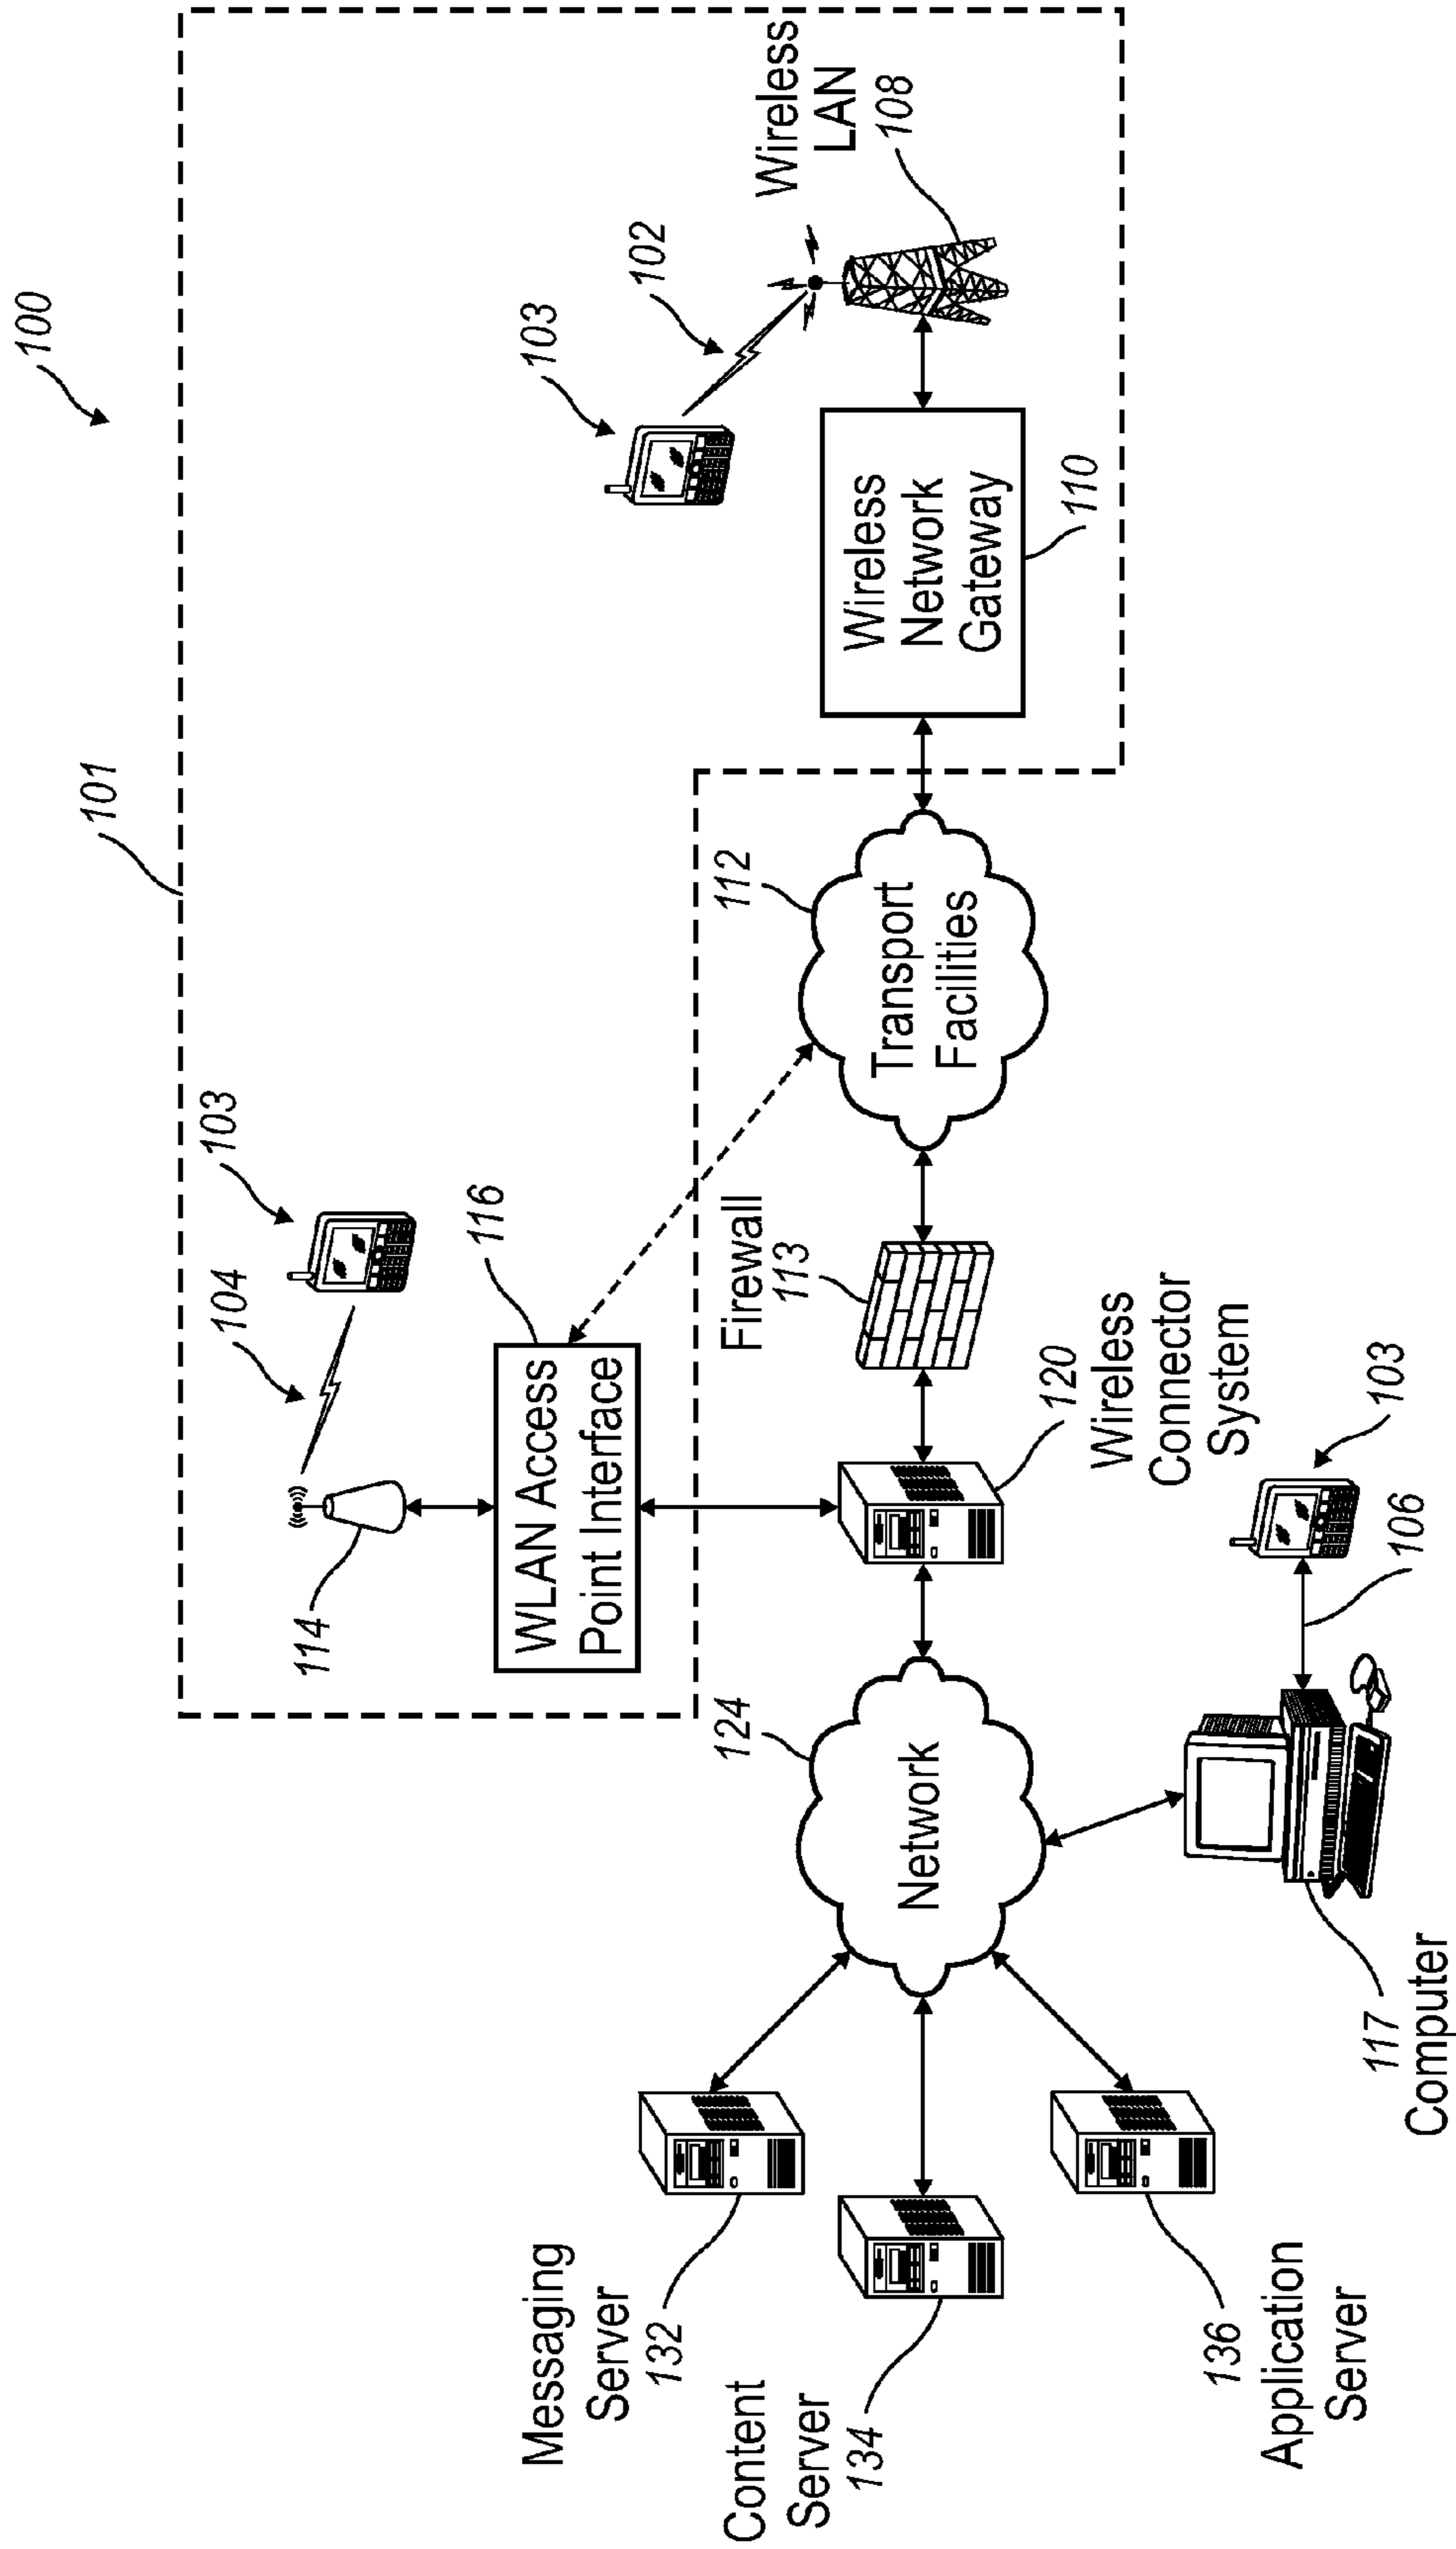 100
101
104
103
103
102
Wireless
LAN
108
114
116
WLAN Access
Point Interface
Messaging
Server
132
Content
Server
134
124
Network
Firewall
113
112
Transport
Facilities
Wireless
Network
Gateway
110
120
Wireless
Connector
System
136
Application
Server
117
Computer
106
103